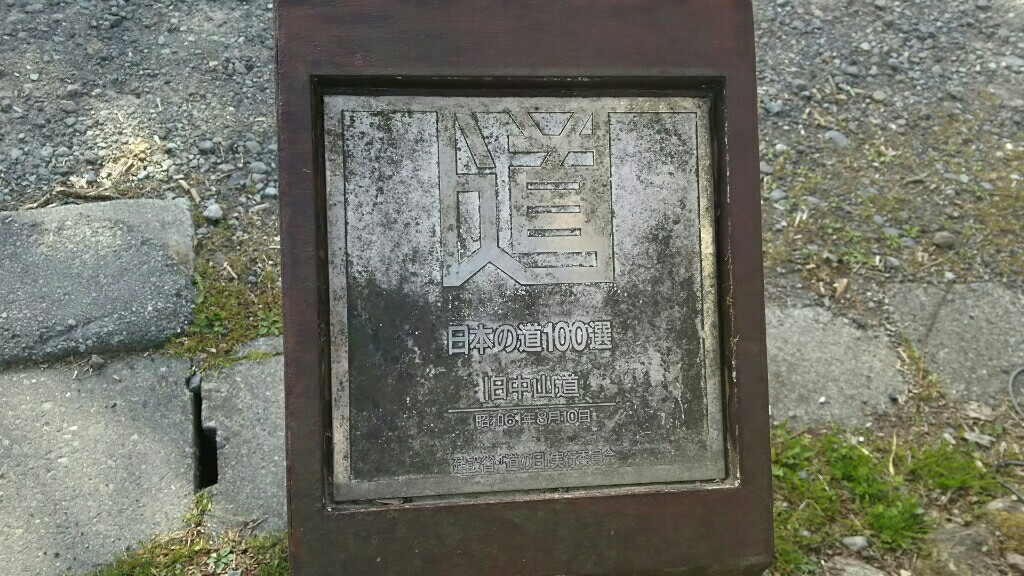 道
日本の道100選
旧中山道
昭和61年8月10日
建設省・「道の日」実行委員会